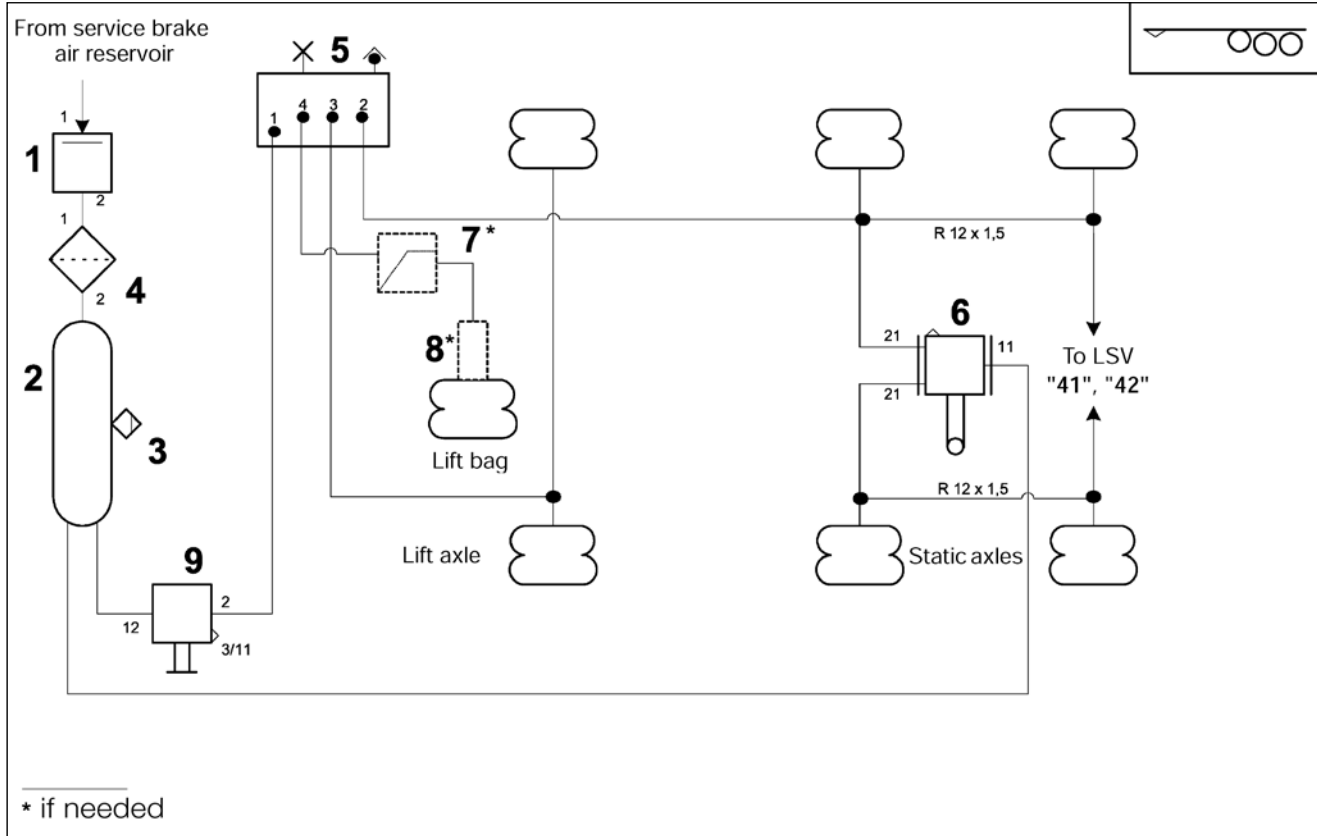 From service brake
air reservoir
1
1
2
1
4
2
2
3
5
1
4
3
2
7*
8*
Lift bag
Lift axle
R 12 x 1,5
6
21
11
21
To LSV
"41", "42"
R 12 x 1,5
Static axles
9
2
12
3/11
* if needed